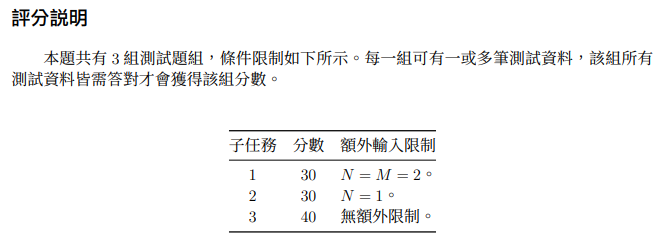 評分説明
本題共有 3 組測試題組，條件限制如下所示。每一組可有一或多筆測試資料，該組所有
測試資料皆需答對才會獲得該組分數。
子任務 分數 額外輸入限制
1 30 N = M = 2。
2 30 N = 1。
3 40 無額外限制。